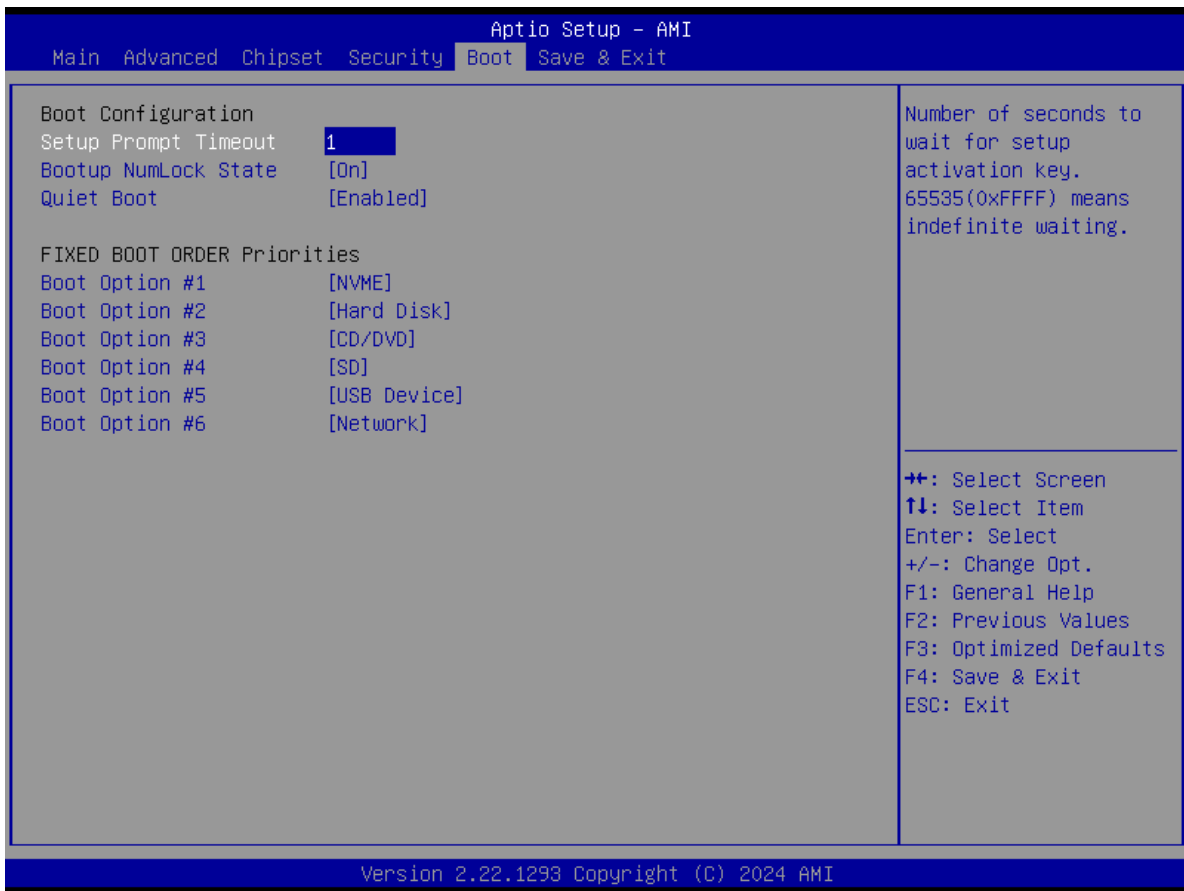 Aptio Setup - AMI
Main Advanced Chipset Security Boot Save & Exit
Boot Configuration
Setup Prompt Timeout 1
Bootup NumLock State [On]
Quiet Boot [Enabled]
FIXED BOOT ORDER Priorities
Boot Option #1 [NVME]
Boot Option #2 [Hard Disk]
Boot Option #3 [CD/DVD]
Boot Option #4 [SD]
Boot Option #5 [USB Device]
Boot Option #6 [Network]
Number of seconds to
wait for setup
activation key.
65535(0xFFFF) means
indefinite waiting.
→←: Select Screen
↑↓: Select Item
Enter: Select
+/-: Change Opt.
F1: General Help
F2: Previous Values
F3: Optimized Defaults
F4: Save & Exit
ESC: Exit
Version 2.22.1293 Copyright (C) 2024 AMI